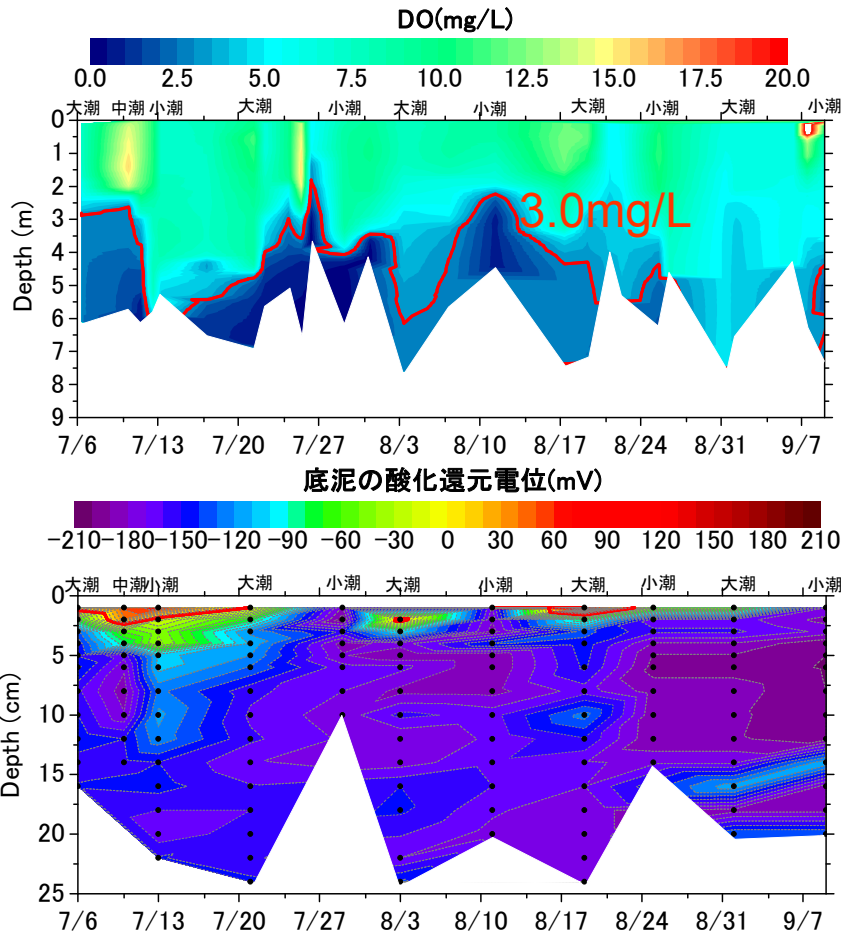 DO(mg/L)
0.0 2.5 5.0 7.5 10.0 12.5 15.0 17.5 20.0
大潮 中潮 小潮 大潮 小潮 大潮 小潮 大潮 小潮 大潮 小潮
0
1
2
3
4
5
6
7
8
9
Depth (m)
3.0mg/L
7/6 7/13 7/20 7/27 8/3 8/10 8/17 8/24 8/31 9/7
底泥の酸化還元電位(mV)
-210 -180 -150 -120 -90 -60 -30 0 30 60 90 120 150 180 210
大潮 中潮 小潮 大潮 小潮 大潮 小潮 大潮 小潮 大潮 小潮
0
5
10
15
20
25
Depth (cm)
7/6 7/13 7/20 7/27 8/3 8/10 8/17 8/24 8/31 9/7